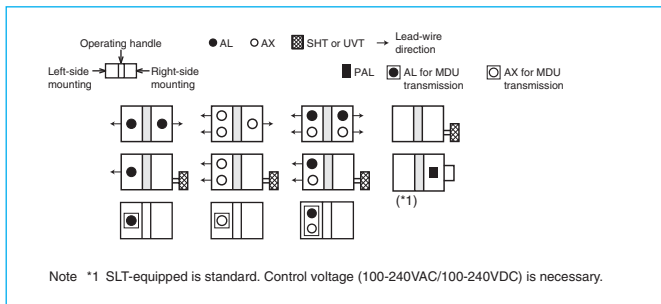 Operating handle
● AL ○ AX SHT or UVT → Lead-wire direction
Left-side mounting
Right-side mounting
PAL
AL for MDU transmission
AX for MDU transmission
(*1)
Note *1 SLT-equipped is standard. Control voltage (100-240VAC/100-240VDC) is necessary.